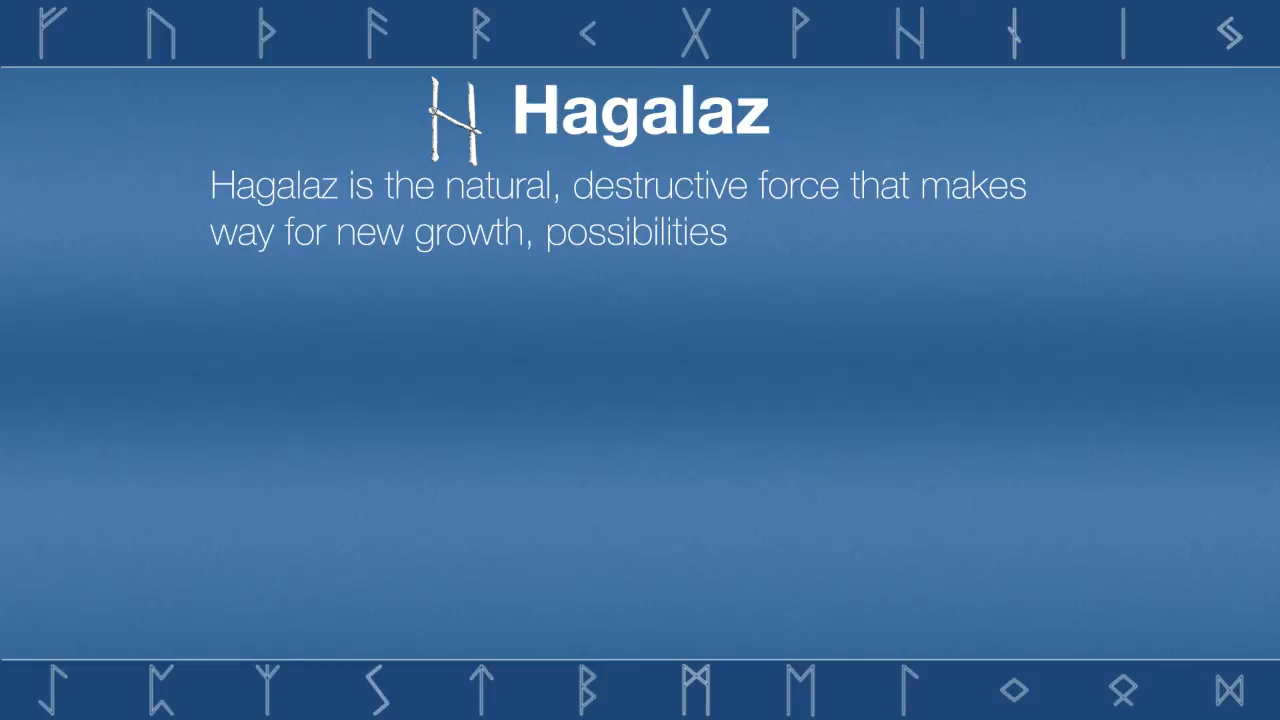 ᚠ ᚢ ᚦ ᚨ ᚱ ᚲ ᚷ ᚹ ᚺ ᚾ ᛁ ᛃ
ᚺ Hagalaz
Hagalaz is the natural, destructive force that makes
way for new growth, possibilities
ᛇ ᛈ ᛉ ᛊ ᛏ ᛒ ᛗ ᛖ ᛚ ᛜ ᛟ ᛞ